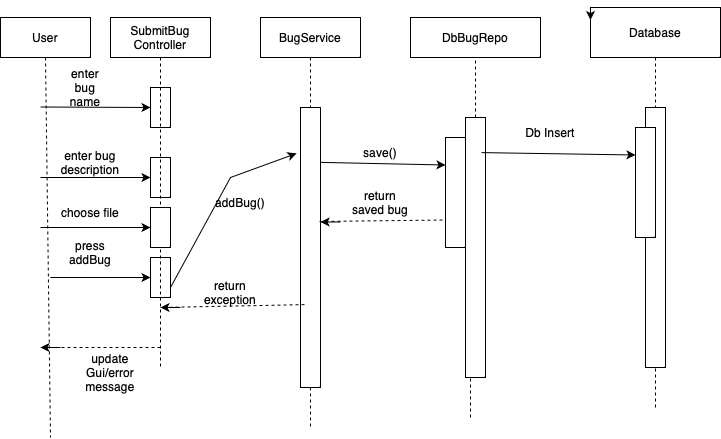 User
SubmitBug
Controller
BugService
DbBugRepo
Database
enter
bug
name
enter bug
description
choose file
press
addBug
addBug()
save()
Db Insert
return
saved bug
return
exception
update
Gui/error
message